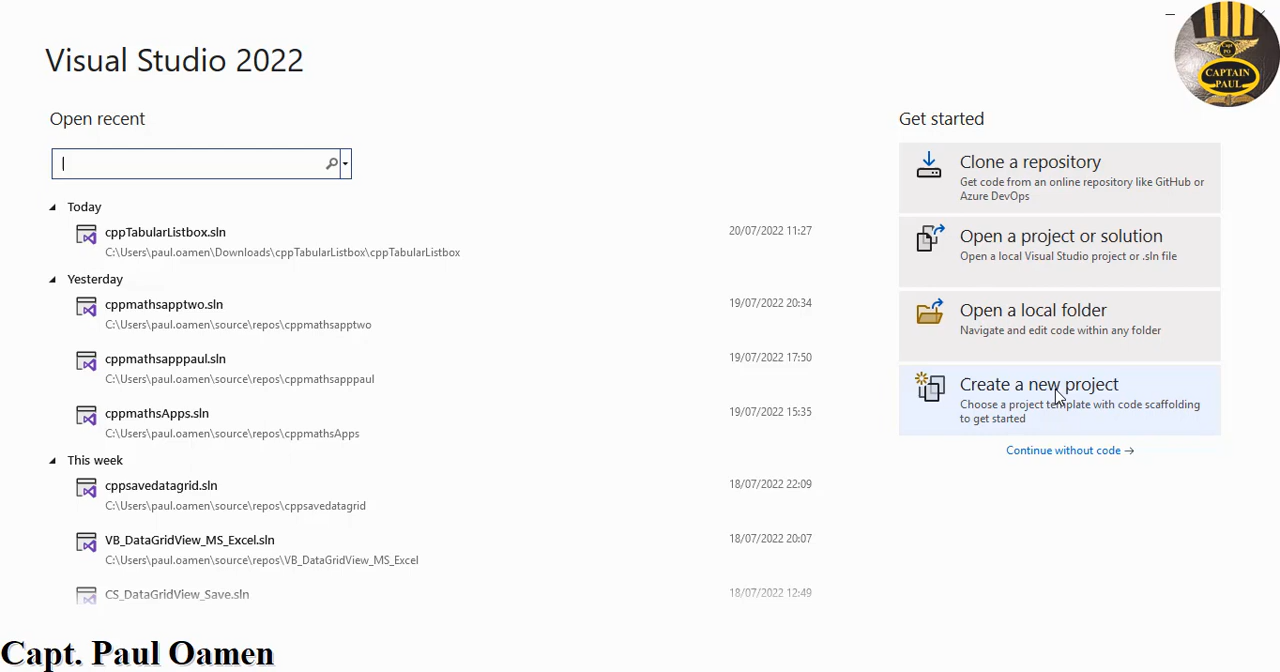 Visual Studio 2022
Open recent
Today
cppTabularListbox.sln
20/07/2022 11:27
C:\Users\paul.oamen\Downloads\cppTabularListbox\cppTabularListbox
Yesterday
cppmathsapptwo.sln
19/07/2022 20:34
C:\Users\paul.oamen\source\repos\cppmathsapptwo
cppmathsapppaul.sln
19/07/2022 17:50
C:\Users\paul.oamen\source\repos\cppmathsapppaul
cppmathsApps.sln
19/07/2022 15:35
C:\Users\paul.oamen\source\repos\cppmathsApps
This week
cppsavedatagrid.sln
18/07/2022 22:09
C:\Users\paul.oamen\source\repos\cppsavedatagrid
VB_DataGridView_MS_Excel.sln
18/07/2022 20:07
C:\Users\paul.oamen\source\repos\VB_DataGridView_MS_Excel
CS_DataGridView_Save.sln
18/07/2022 12:49
Get started
Clone a repository
Get code from an online repository like GitHub or
Azure DevOps
Open a project or solution
Open a local Visual Studio project or .sln file
Open a local folder
Navigate and edit code within any folder
Create a new project
Choose a project template with code scaffolding
to get started
Continue without code →
Capt
PO
CAPTAIN
PAUL
Capt. Paul Oamen